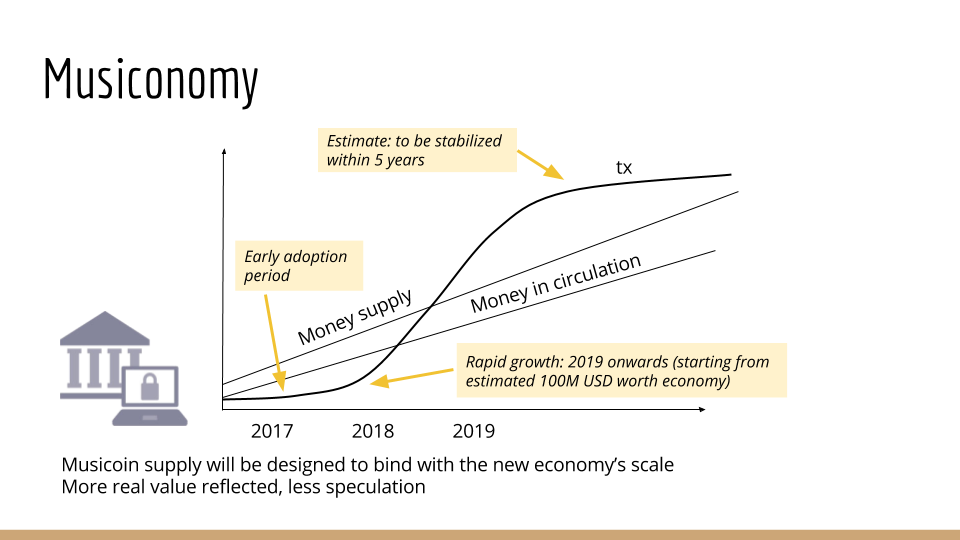 Musiconomy
Estimate: to be stabilized
within 5 years
tx
Early adoption
period
Money supply
Money in circulation
Rapid growth: 2019 onwards (starting from
estimated 100M USD worth economy)
2017 2018 2019
Musicoin supply will be designed to bind with the new economy’s scale
More real value reflected, less speculation